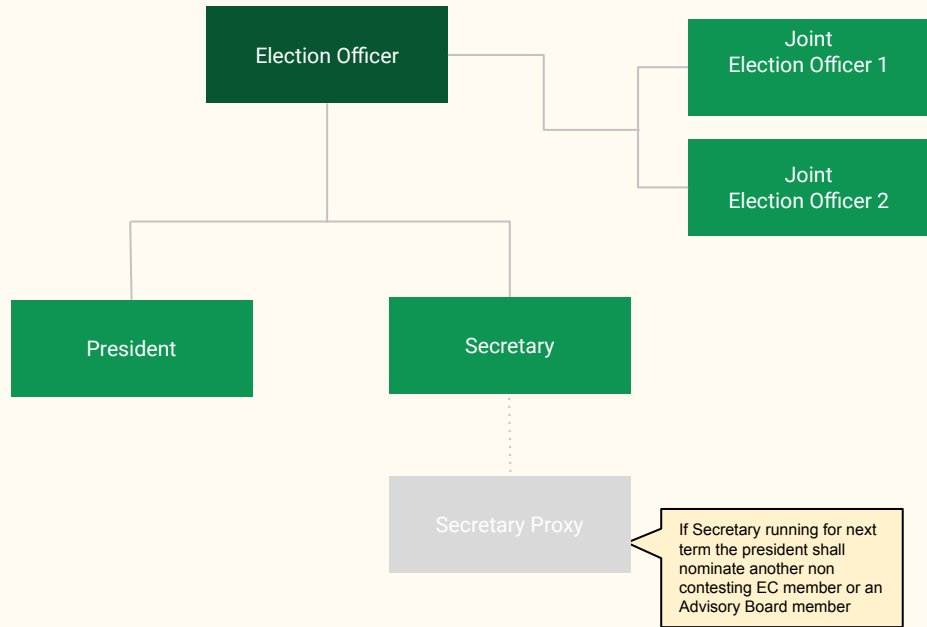 Election Officer
Joint
Election Officer 1
Joint
Election Officer 2
President
Secretary
Secretary Proxy
If Secretary running for next
term the president shall
nominate another non
contesting EC member or an
Advisory Board member